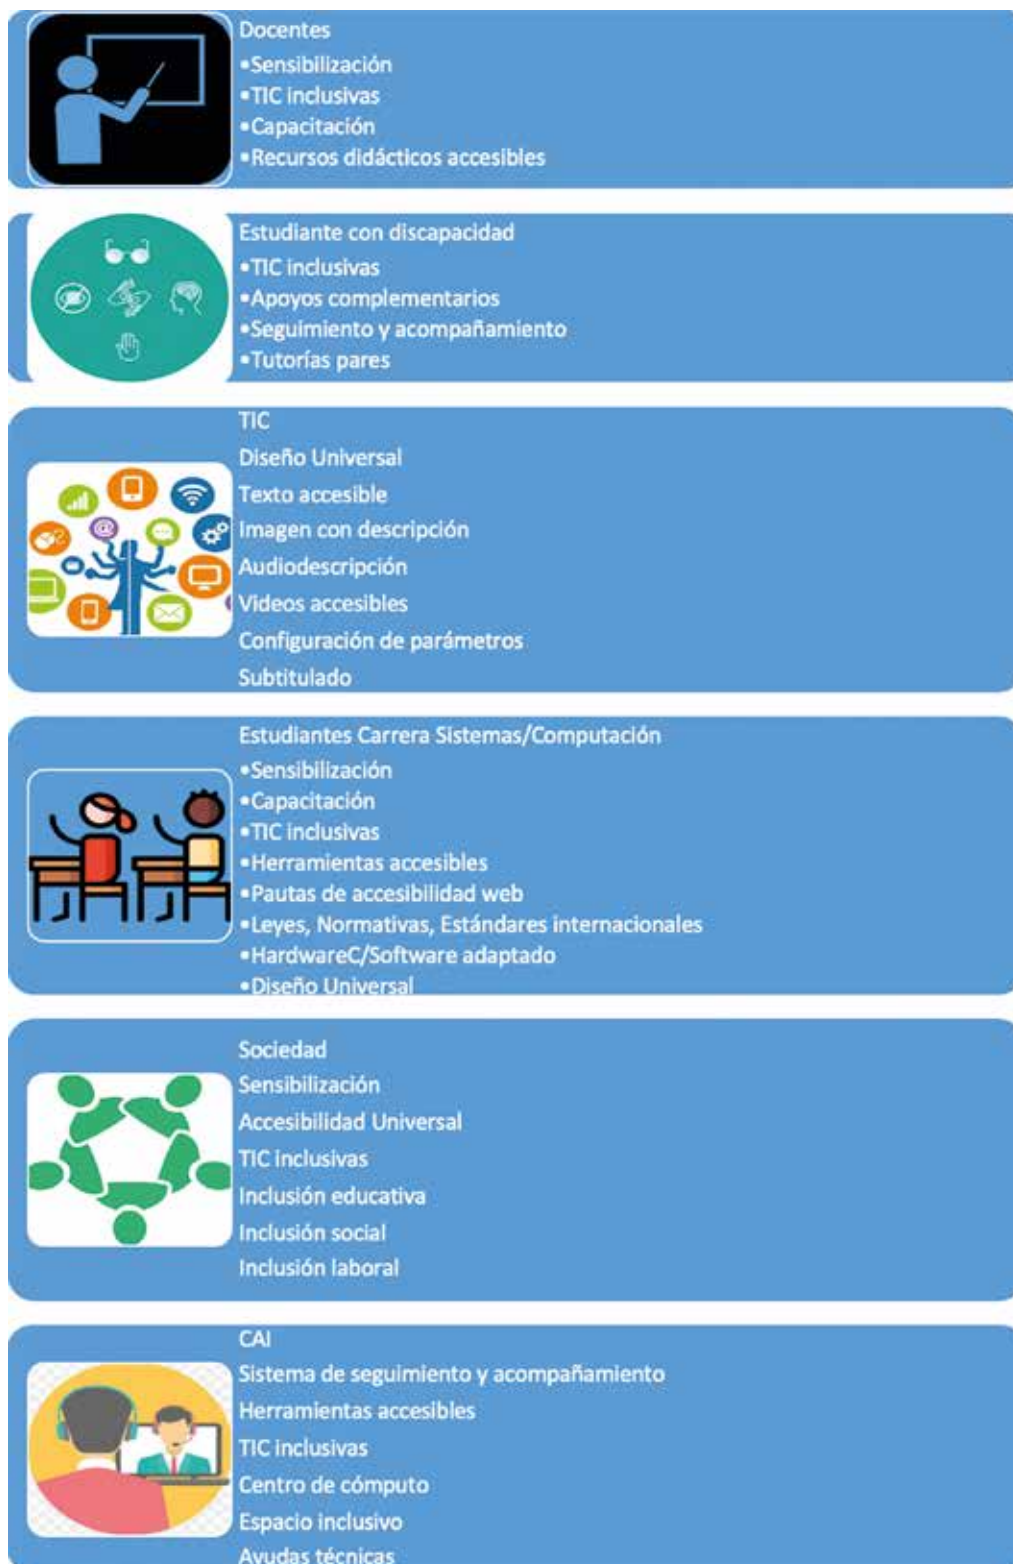 Docentes
•Sensibilización
•TIC inclusivas
•Capacitación
•Recursos didácticos accesibles
Estudiante con discapacidad
•TIC inclusivas
•Apoyos complementarios
•Seguimiento y acompañamiento
•Tutorías pares
TIC
Diseño Universal
Texto accesible
Imagen con descripción
Audiodescripción
Videos accesibles
Configuración de parámetros
Subtitulado
Estudiantes Carrera Sistemas/Computación
•Sensibilización
•Capacitación
•TIC inclusivas
•Herramientas accesibles
•Pautas de accesibilidad web
•Leyes, Normativas, Estándares internacionales
•HardwareC/Software adaptado
•Diseño Universal
Sociedad
Sensibilización
Accesibilidad Universal
TIC inclusivas
Inclusión educativa
Inclusión social
Inclusión laboral
CAI
Sistema de seguimiento y acompañamiento
Herramientas accesibles
TIC inclusivas
Centro de cómputo
Espacio inclusivo
Ayudas técnicas